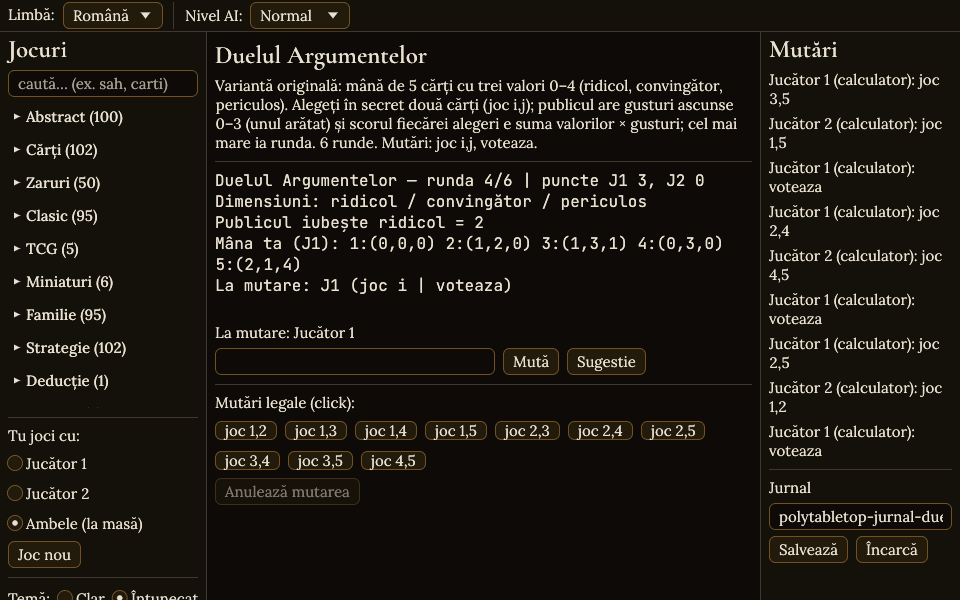 Limbă: Română ▼ Nivel AI: Normal ▼
Jocuri
caută... (ex. sah, carti)
▸ Abstract (100)
▸ Cărți (102)
▸ Zaruri (50)
▸ Clasic (95)
▸ TCG (5)
▸ Miniaturi (6)
▸ Familie (95)
▸ Strategie (102)
▸ Deducție (1)
Tu joci cu:
Jucător 1
Jucător 2
Ambele (la masă)
Joc nou
Temă: Clar Întunecat
Duelul Argumentelor
Variantă originală: mână de 5 cărți cu trei valori 0–4 (ridicol, convingător,
periculos). Alegeți în secret două cărți (joc i,j); publicul are gusturi ascunse
0–3 (unul arătat) și scorul fiecărei alegeri e suma valorilor × gusturi; cel mai
mare ia runda. 6 runde. Mutări: joc i,j, voteaza.
Duelul Argumentelor — runda 4/6 | puncte J1 3, J2 0
Dimensiuni: ridicol / convingător / periculos
Publicul iubește ridicol = 2
Mâna ta (J1): 1:(0,0,0) 2:(1,2,0) 3:(1,3,1) 4:(0,3,0)
5:(2,1,4)
La mutare: J1 (joc i | voteaza)
La mutare: Jucător 1
Mută Sugestie
Mutări legale (click):
joc 1,2 joc 1,3 joc 1,4 joc 1,5 joc 2,3 joc 2,4 joc 2,5
joc 3,4 joc 3,5 joc 4,5
Anulează mutarea
Mutări
Jucător 1 (calculator): joc
3,5
Jucător 2 (calculator): joc
1,5
Jucător 1 (calculator):
voteaza
Jucător 1 (calculator): joc
2,4
Jucător 2 (calculator): joc
4,5
Jucător 1 (calculator):
voteaza
Jucător 1 (calculator): joc
2,5
Jucător 2 (calculator): joc
1,2
Jucător 1 (calculator):
voteaza
Jurnal
polytabletop-jurnal-due
Salvează Încarcă